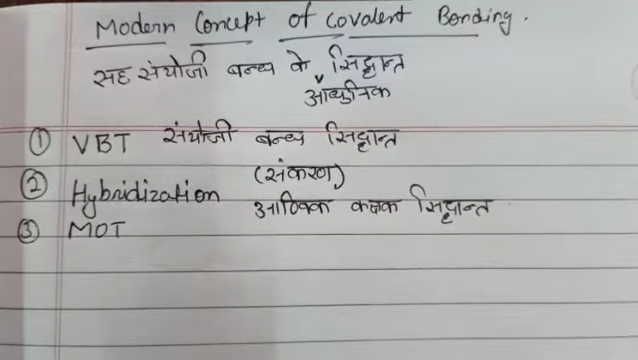 Modern Concept of Covalent Bonding.
सह संयोजी बन्ध के सिद्धान्त
आधुनिक
① VBT संयोजी बन्ध सिद्धान्त
② Hybridization (संकरण)
आण्विक कक्षक सिद्धान्त
③ MOT